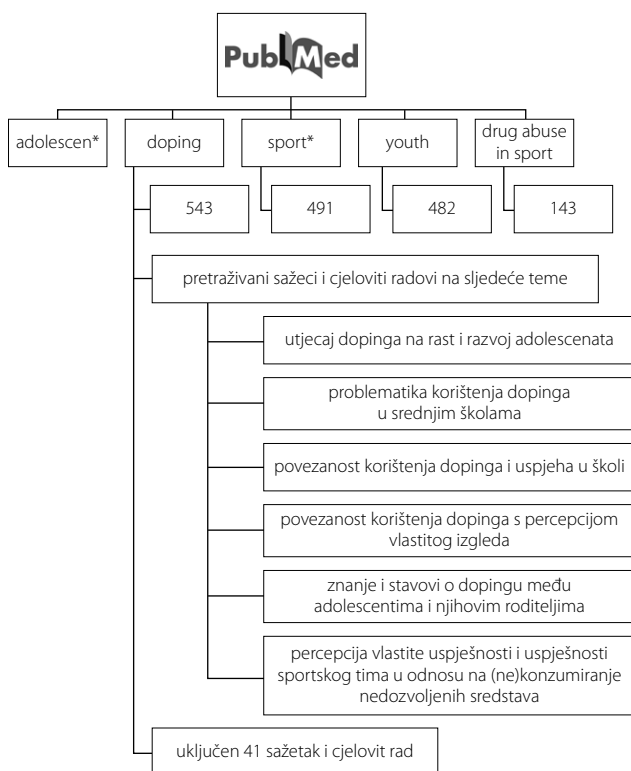 PubMed
adolescen*
doping
sport*
youth
drug abuse
in sport
543
491
482
143
pretraživani sažeci i cjeloviti radovi na sljedeće teme
utjecaj dopinga na rast i razvoj adolescenata
problematika korištenja dopinga
u srednjim školama
povezanost korištenja dopinga i uspjeha u školi
povezanost korištenja dopinga s percepcijom
vlastitog izgleda
znanje i stavovi o dopingu među
adolescentima i njihovim roditeljima
percepcija vlastite uspješnosti i uspješnosti
sportskog tima u odnosu na (ne)konzumiranje
nedozvoljenih sredstava
uključen 41 sažetak i cjelovit rad